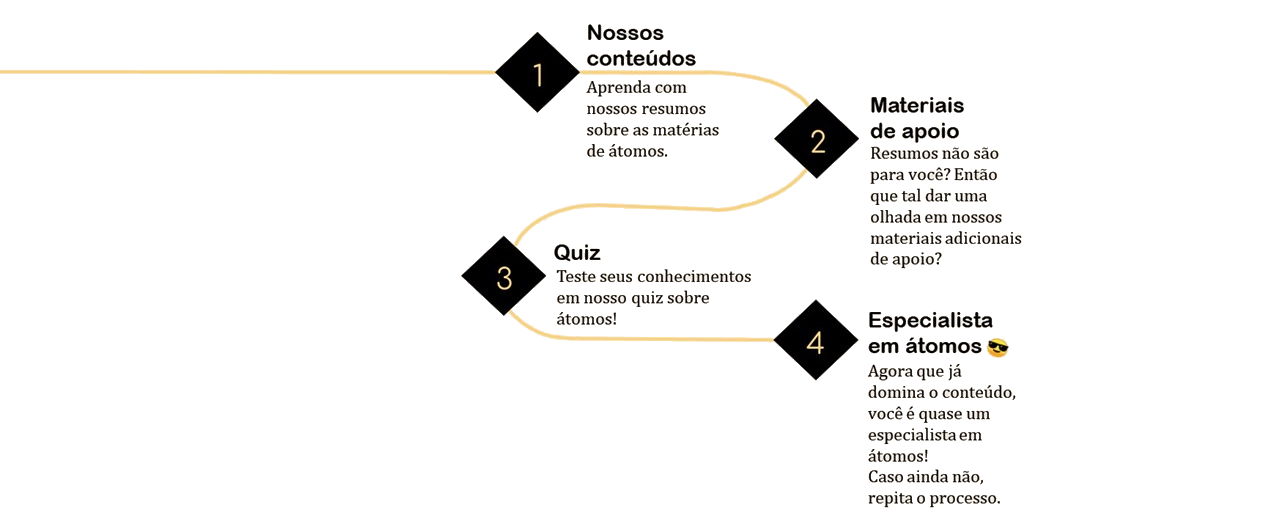 1
Nossos
conteúdos
Aprenda com
nossos resumos
sobre as matérias
de átomos.
2
Materiais
de apoio
Resumos não são
para você? Então
que tal dar uma
olhada em nossos
materiais adicionais
de apoio?
3
Quiz
Teste seus conhecimentos
em nosso quiz sobre
átomos!
4
Especialista
em átomos 😎
Agora que já
domina o conteúdo,
você é quase um
especialista em
átomos!
Caso ainda não,
repita o processo.